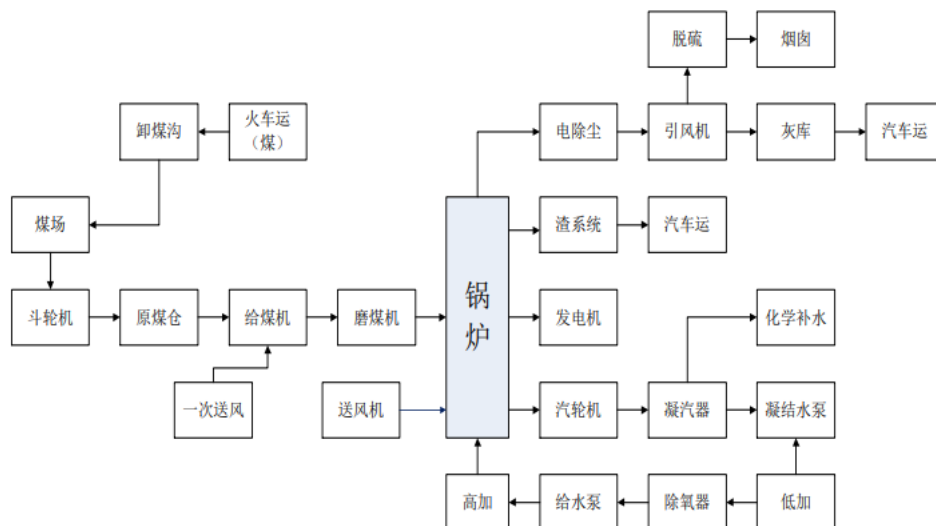 脱硫
烟囱
卸煤沟
火车运
（煤）
电除尘
引风机
灰库
汽车运
煤场
渣系统
汽车运
锅
炉
斗轮机
原煤仓
给煤机
磨煤机
发电机
化学补水
一次送风
送风机
汽轮机
凝汽器
凝结水泵
高加
给水泵
除氧器
低加